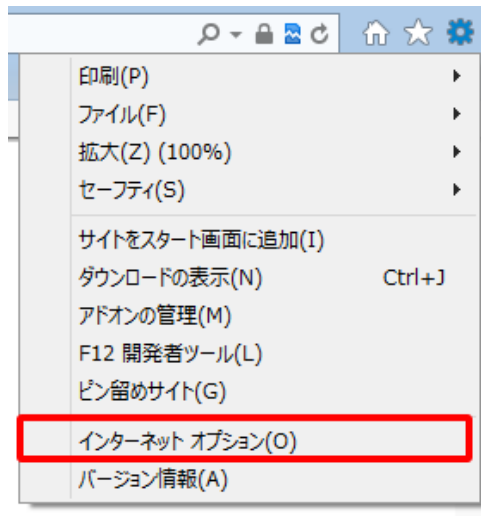 印刷(P)
ファイル(F)
拡大(Z) (100%)
セーフティ(S)
サイトをスタート画面に追加(I)
ダウンロードの表示(N) Ctrl+J
アドオンの管理(M)
F12 開発者ツール(L)
ピン留めサイト(G)
インターネット オプション(O)
バージョン情報(A)